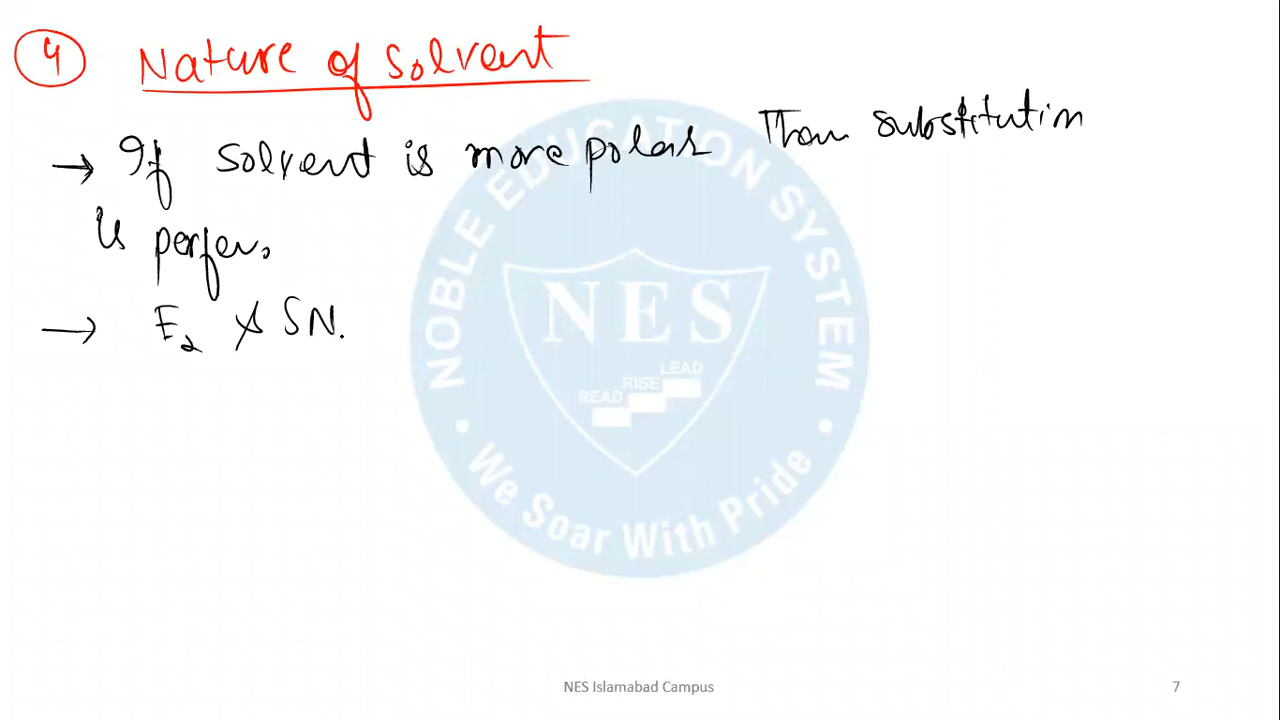 4 Nature of Solvent
→ If solvent is more polar Than substitution
is perfer.
→ E₂ & SN.
NOBLE EDUCATION SYSTEM
NES
LEAD
RISE
READ
• We Soar With Pride •
NES Islamabad Campus 7